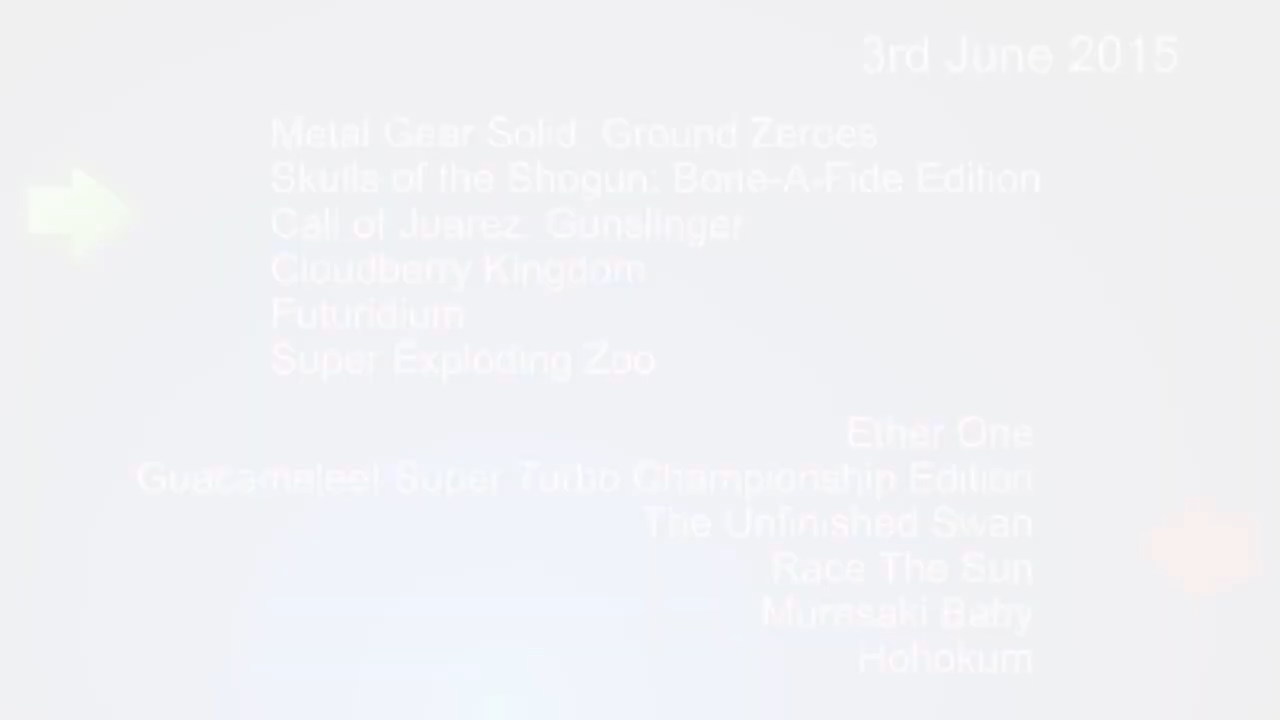 3rd June 2015
Metal Gear Solid: Ground Zeroes
Skulls of the Shogun: Bone-A-Fide Edition
Call of Juarez: Gunslinger
Cloudberry Kingdom
Futuridium
Super Exploding Zoo
Ether One
Guacamelee! Super Turbo Championship Edition
The Unfinished Swan
Race The Sun
Murasaki Baby
Hohokum